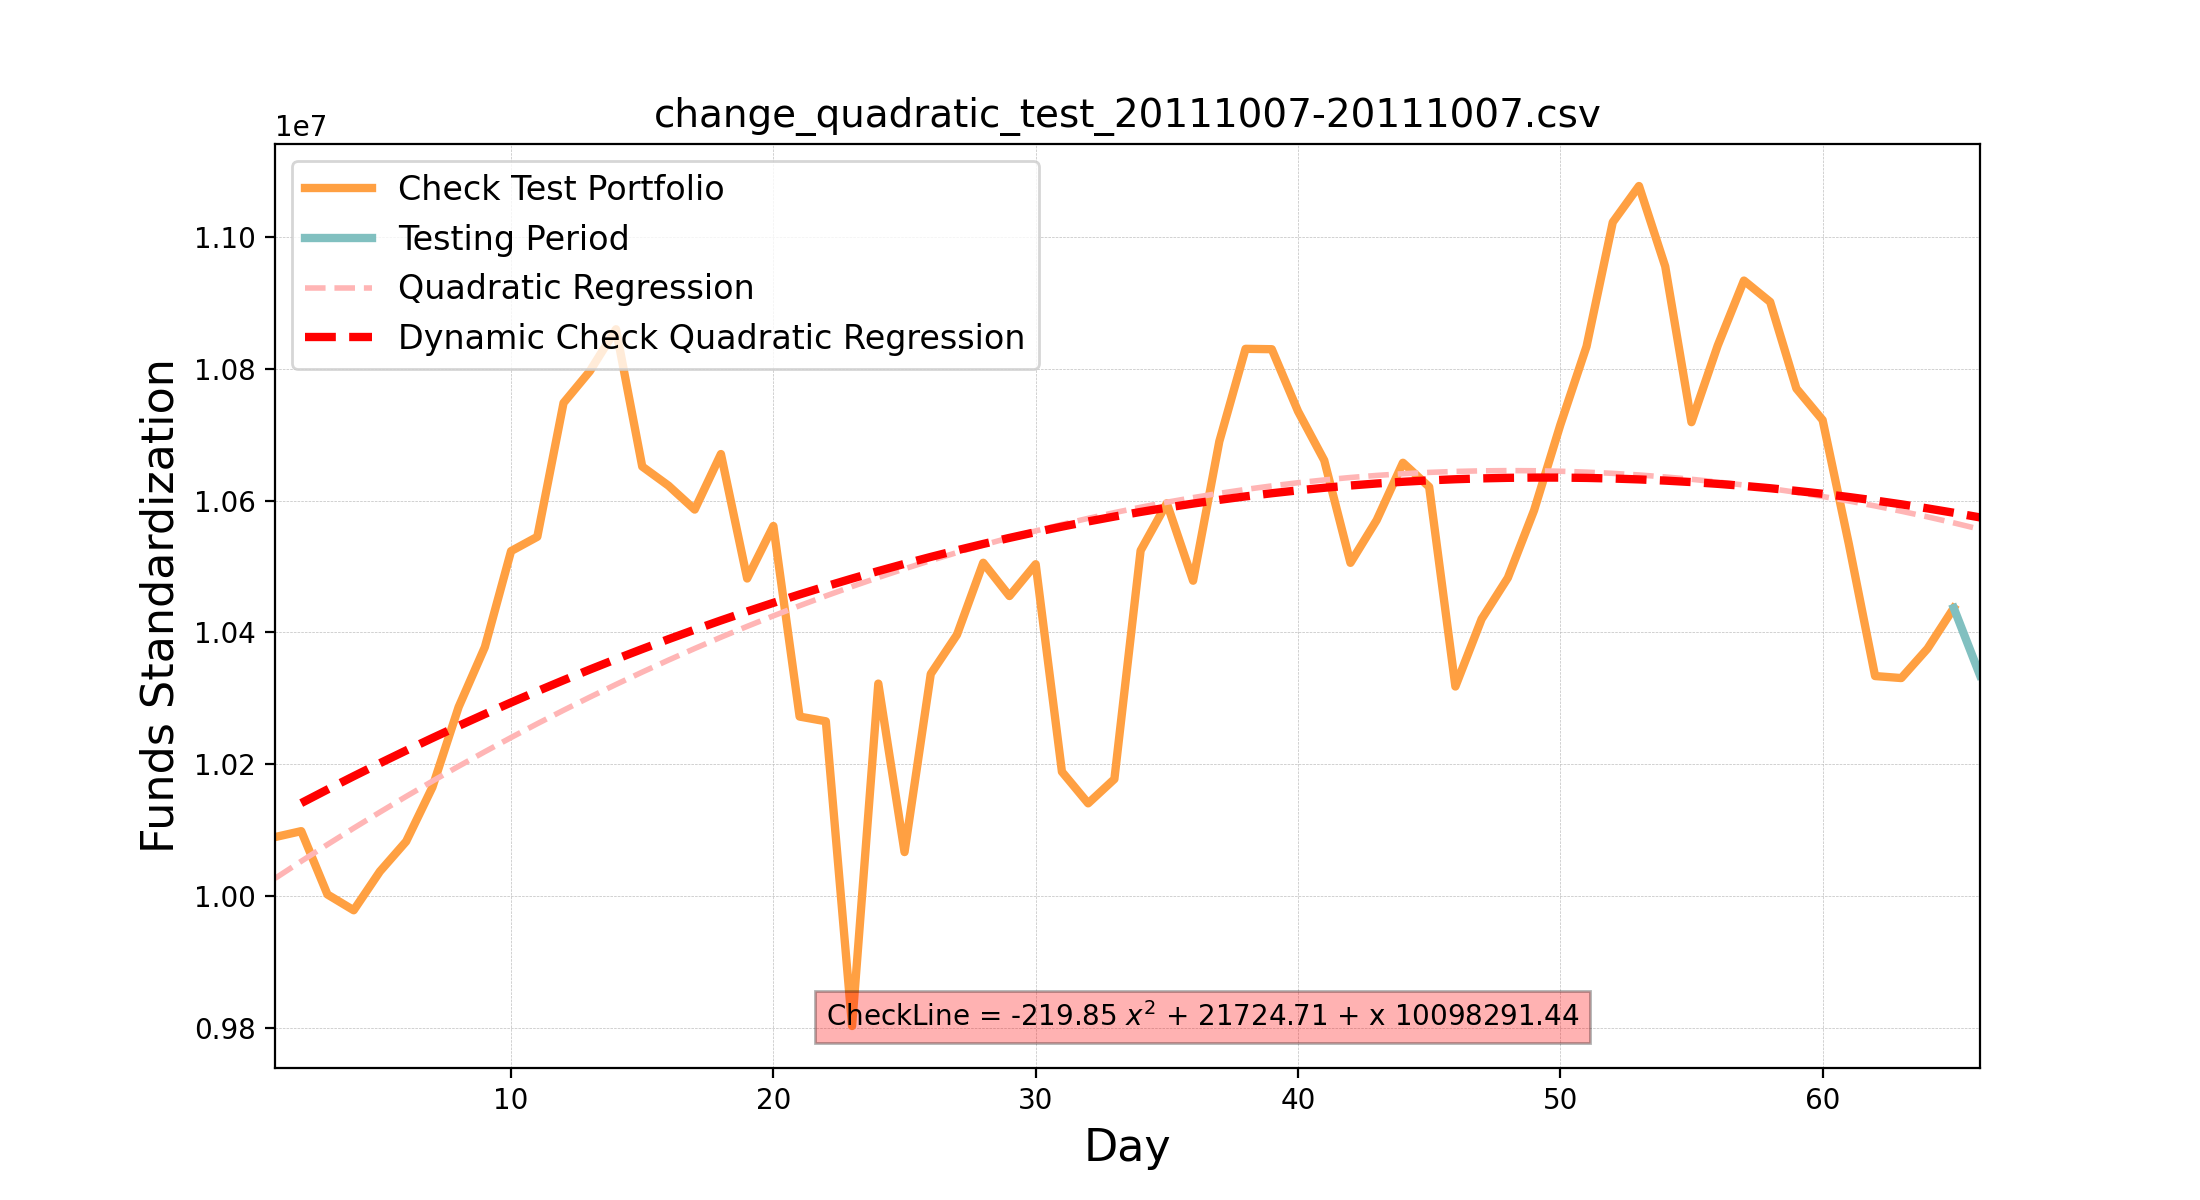 change_quadratic_test_20111007-20111007.csv
1e7
Check Test Portfolio
Testing Period
Quadratic Regression
Dynamic Check Quadratic Regression
1.10
1.08
1.06
1.04
1.02
1.00
0.98
Funds Standardization
CheckLine = -219.85 x² + 21724.71 + x 10098291.44
10 20 30 40 50 60
Day